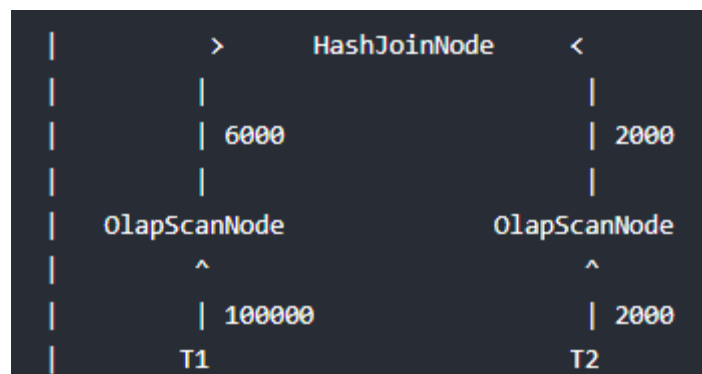 |          >      HashJoinNode     <
|         |                         |
|         | 6000                    | 2000
|         |                         |
|   OlapScanNode              OlapScanNode
|         ^                         ^
|         | 100000                  | 2000
|        T1                        T2